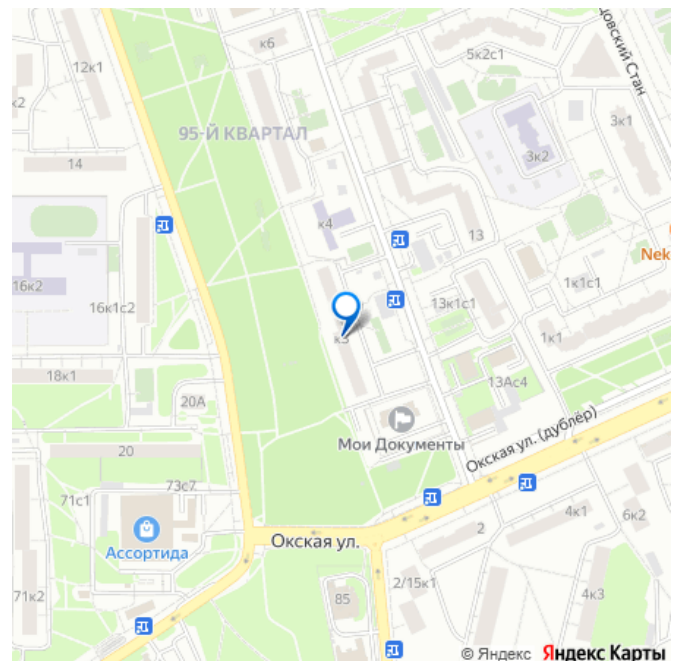 к6
12к1
5к2с1
цовский Стан
к2
3к1
95-Й КВАРТАЛ
3к2
14
к4
13
Nek
16к2
1к1с1
16к1с2
13к1с1
к3
1к1
18к1
13Ас4
20А
Мои Документы
Окская ул. (дублёр)
20
73с7
71с1
2
4к1
6к2
Ассортида
Окская ул.
71к2
2/15к1
85
4к3
© Яндекс Яндекс Карты